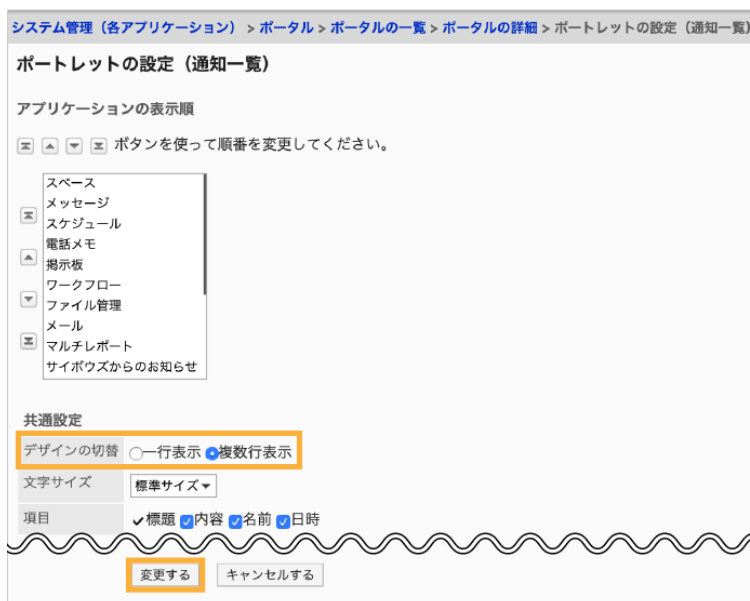 システム管理（各アプリケーション） > ポータル > ポータルの一覧 > ポータルの詳細 > ポートレットの設定（通知一覧）
ポートレットの設定（通知一覧）
アプリケーションの表示順
ボタンを使って順番を変更してください。
スペース
メッセージ
スケジュール
電話メモ
掲示板
ワークフロー
ファイル管理
メール
マルチレポート
サイボウズからのお知らせ
共通設定
デザインの切替 一行表示 複数行表示
文字サイズ 標準サイズ
項目 標題 内容 名前 日時
変更する キャンセルする